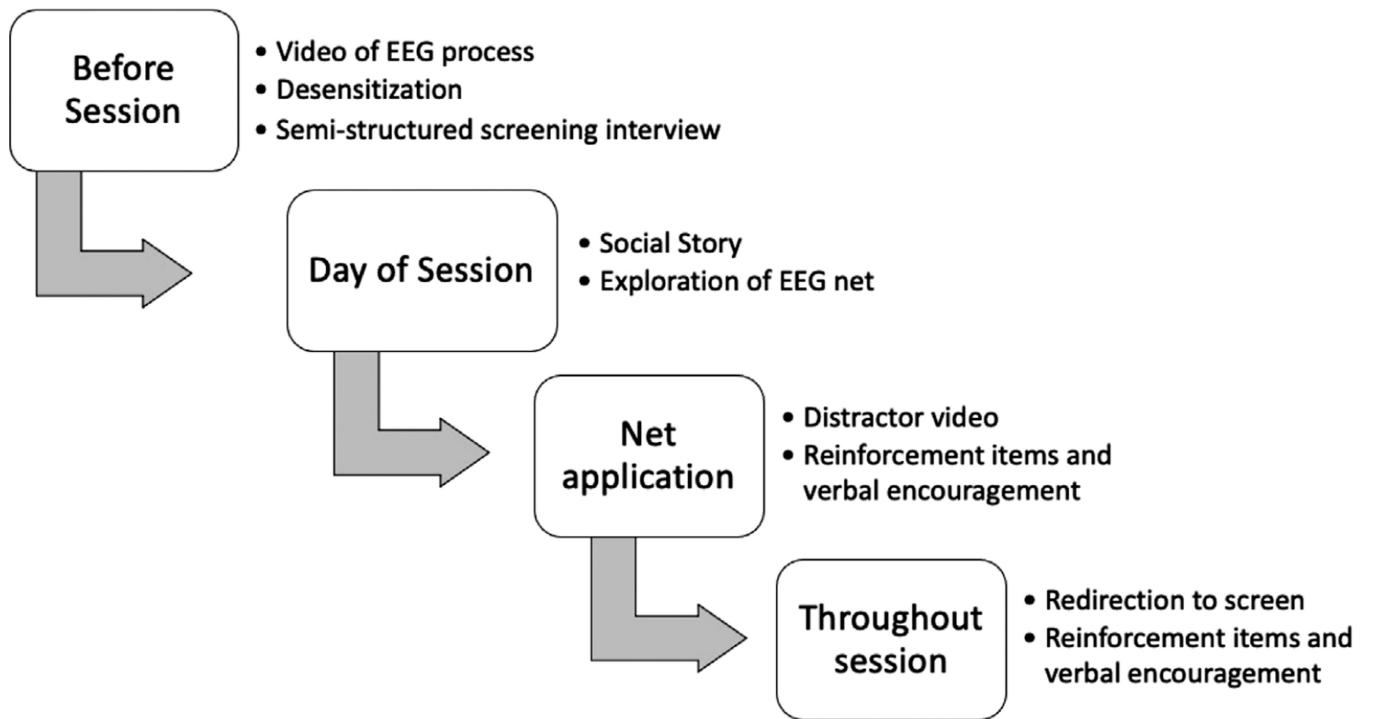 Before
Session
• Video of EEG process
• Desensitization
• Semi-structured screening interview
Day of Session
• Social Story
• Exploration of EEG net
Net
application
• Distractor video
• Reinforcement items and
verbal encouragement
Throughout
session
• Redirection to screen
• Reinforcement items and
verbal encouragement